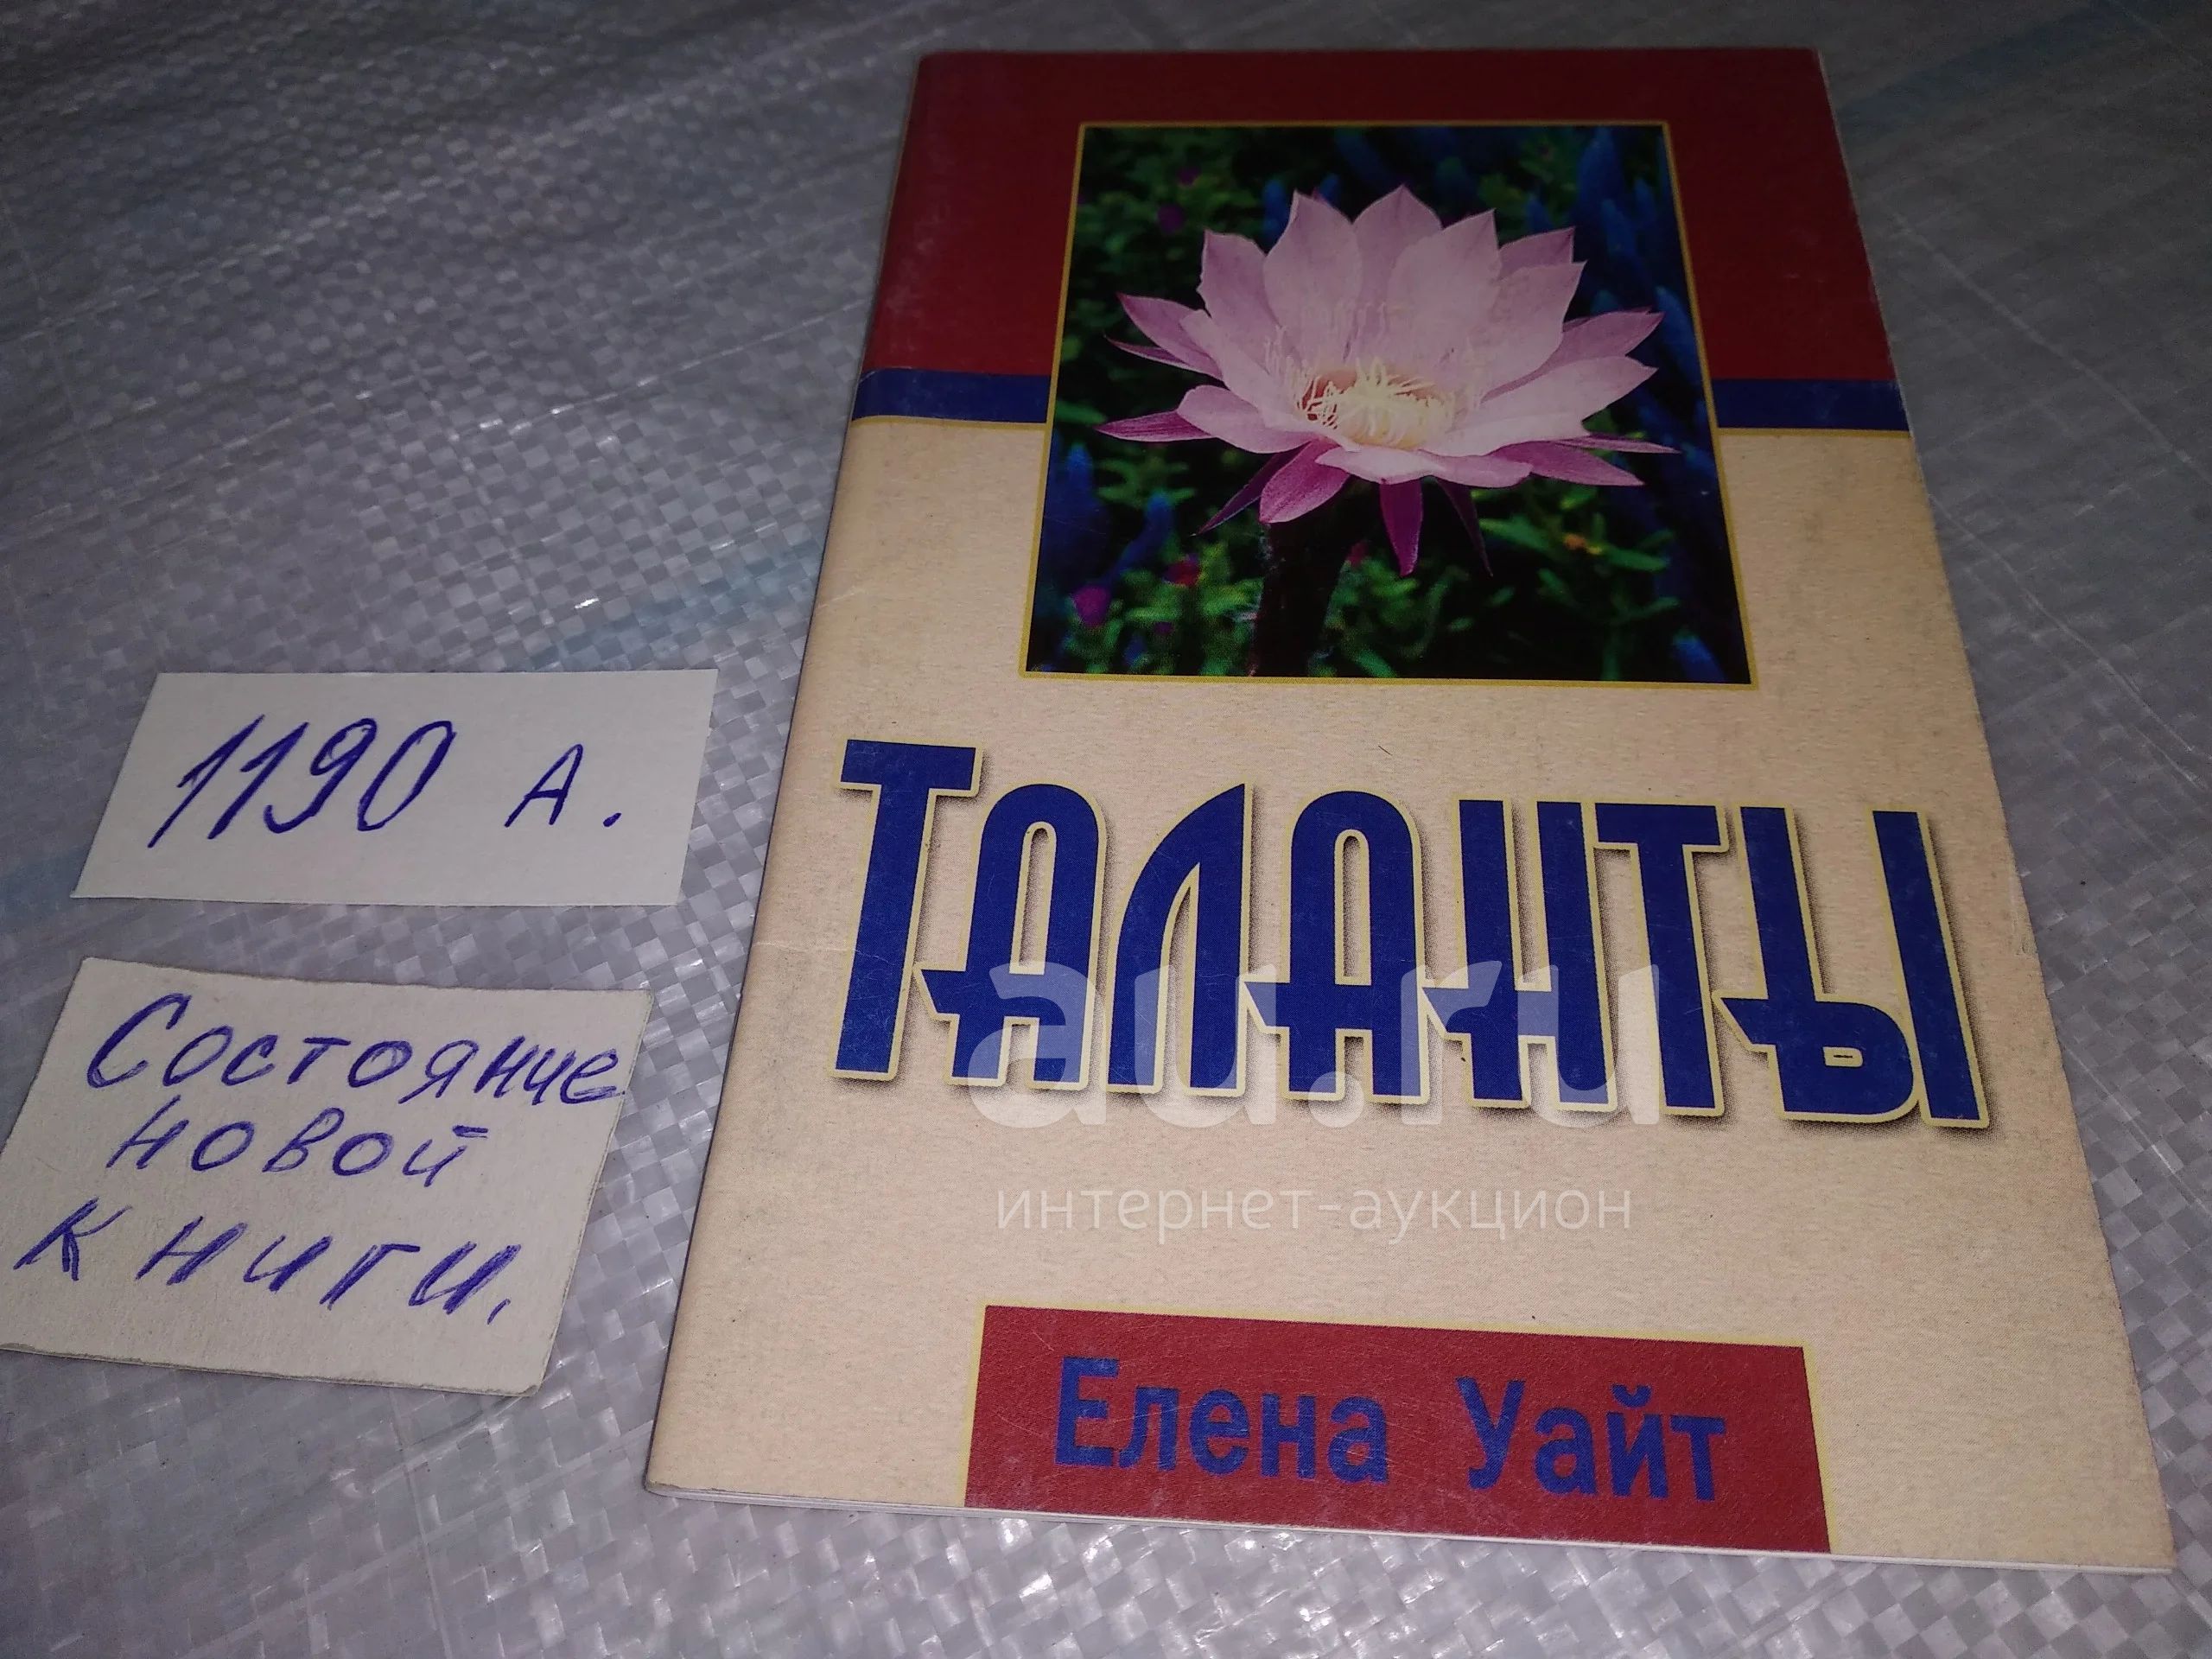 1190 А.
Состояние
новой
книги.
ТАЛАНТЫ
au.ru
интернет-аукцион
Елена Уайт